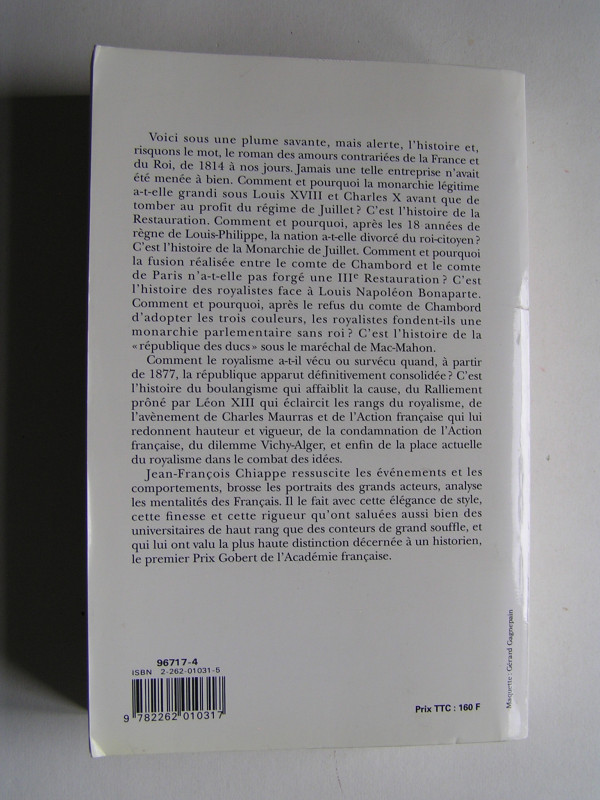 Voici sous une plume savante, mais alerte, l'histoire et,
risquons le mot, le roman des amours contrariées de la France et
du Roi, de 1814 à nos jours. Jamais une telle entreprise n'avait
été menée à bien. Comment et pourquoi la monarchie légitime
a-t-elle grandi sous Louis XVIII et Charles X avant que de
tomber au profit du régime de Juillet ? C'est l'histoire de la
Restauration. Comment et pourquoi, après les 18 années de
règne de Louis-Philippe, la nation a-t-elle divorcé du roi-citoyen ?
C'est l'histoire de la Monarchie de Juillet. Comment et pourquoi
la fusion réalisée entre le comte de Chambord et le comte
de Paris n'a-t-elle pas forgé une IIIe Restauration ? C'est
l'histoire des royalistes face à Louis Napoléon Bonaparte.
Comment et pourquoi, après le refus du comte de Chambord
d'adopter les trois couleurs, les royalistes fondent-ils une
monarchie parlementaire sans roi ? C'est l'histoire de la
« république des ducs » sous le maréchal de Mac-Mahon.
Comment le royalisme a-t-il vécu ou survécu quand, à partir
de 1877, la république apparut définitivement consolidée ? C'est
l'histoire du boulangisme qui affaiblit la cause, du Ralliement
prôné par Léon XIII qui éclaircit les rangs du royalisme, de
l'avènement de Charles Maurras et de l'Action française qui lui
redonnent hauteur et vigueur, de la condamnation de l'Action
française, du dilemme Vichy-Alger, et enfin de la place actuelle
du royalisme dans le combat des idées.
Jean-François Chiappe ressuscite les événements et les
comportements, brosse les portraits des grands acteurs, analyse
les mentalités des Français. Il le fait avec cette élégance de style,
cette finesse et cette rigueur qu'ont saluées aussi bien des
universitaires de haut rang que des conteurs de grand souffle, et
qui lui ont valu la plus haute distinction décernée à un historien,
le premier Prix Gobert de l'Académie française.
96717-4
ISBN 2-262-01031-5
9 782262 010317
Prix TTC : 160 F
Maquette : Gérard Gagnepain